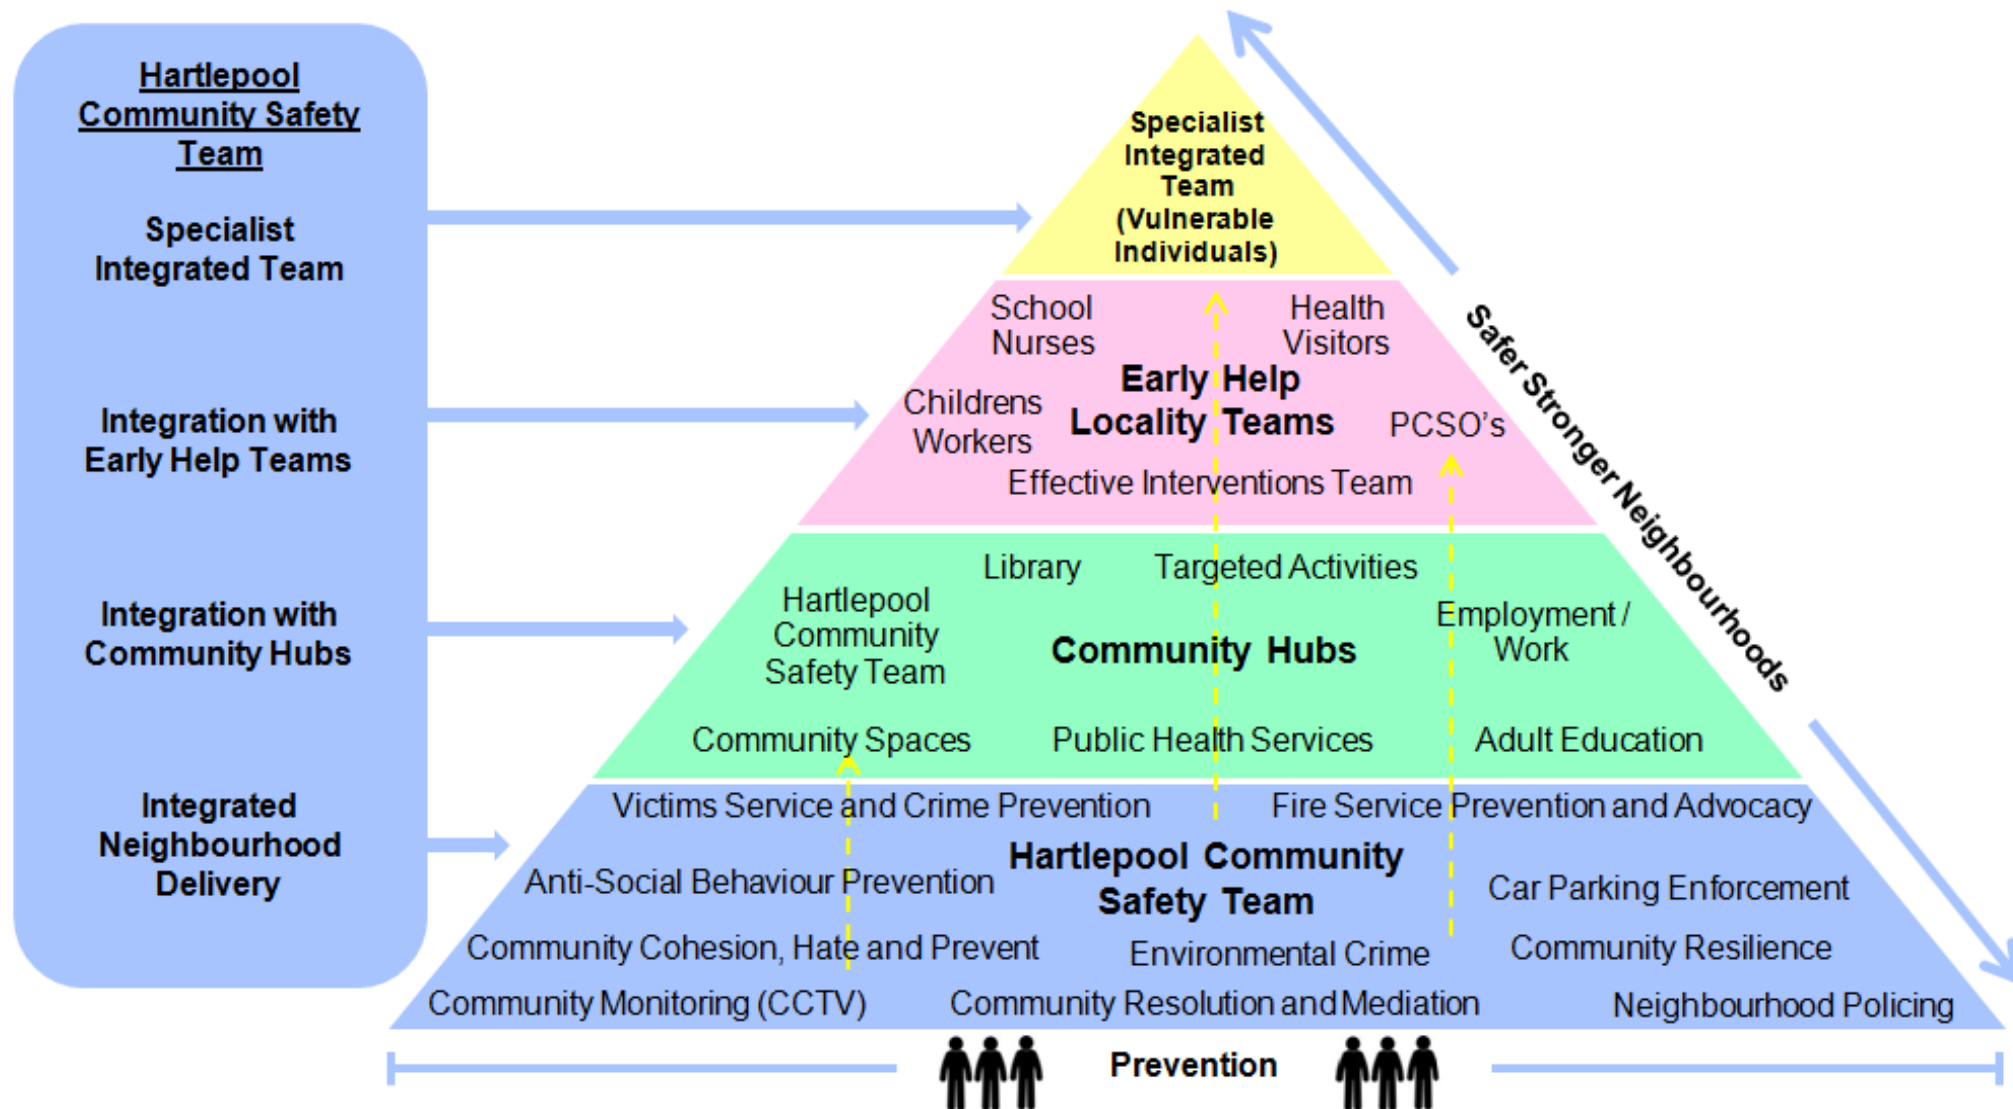 Hartlepool
Community Safety
Team
Specialist
Integrated Team
Integration with
Early Help Teams
Integration with
Community Hubs
Integrated
Neighbourhood
Delivery
Specialist
Integrated
Team
(Vulnerable
Individuals)
School
Nurses
Health
Visitors
Early Help
Locality Teams
Childrens
Workers
PCSO's
Effective Interventions Team
Library
Targeted Activities
Hartlepool
Community
Safety Team
Community Hubs
Employment /
Work
Community Spaces
Public Health Services
Adult Education
Victims Service and Crime Prevention
Fire Service Prevention and Advocacy
Hartlepool Community
Safety Team
Anti-Social Behaviour Prevention
Car Parking Enforcement
Community Cohesion, Hate and Prevent
Environmental Crime
Community Resilience
Community Monitoring (CCTV)
Community Resolution and Mediation
Neighbourhood Policing
Safer Stronger Neighbourhoods
Prevention